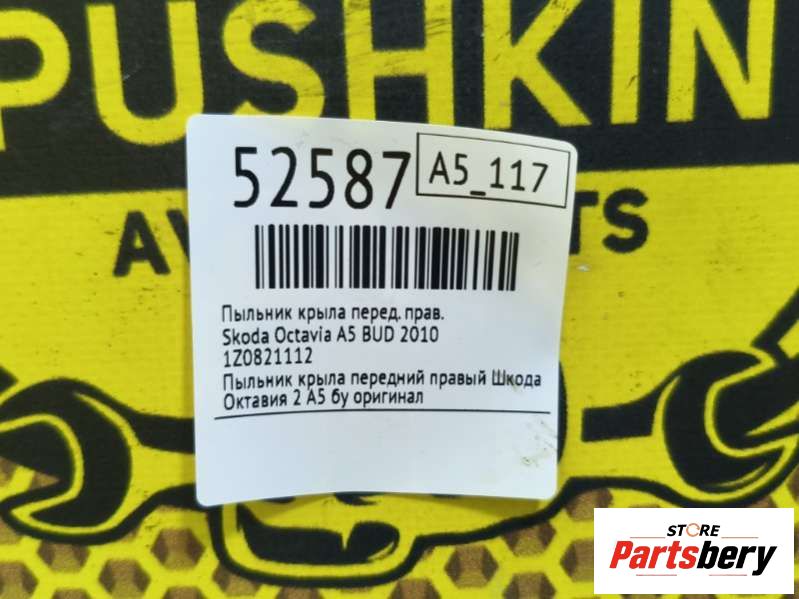 PUSHKIN
52587
A5_117
Пыльник крыла перед. прав.
Skoda Octavia A5 BUD 2010
1Z0821112
Пыльник крыла передний правый Шкода
Октавия 2 А5 бу оригинал
STORE
Partsbery